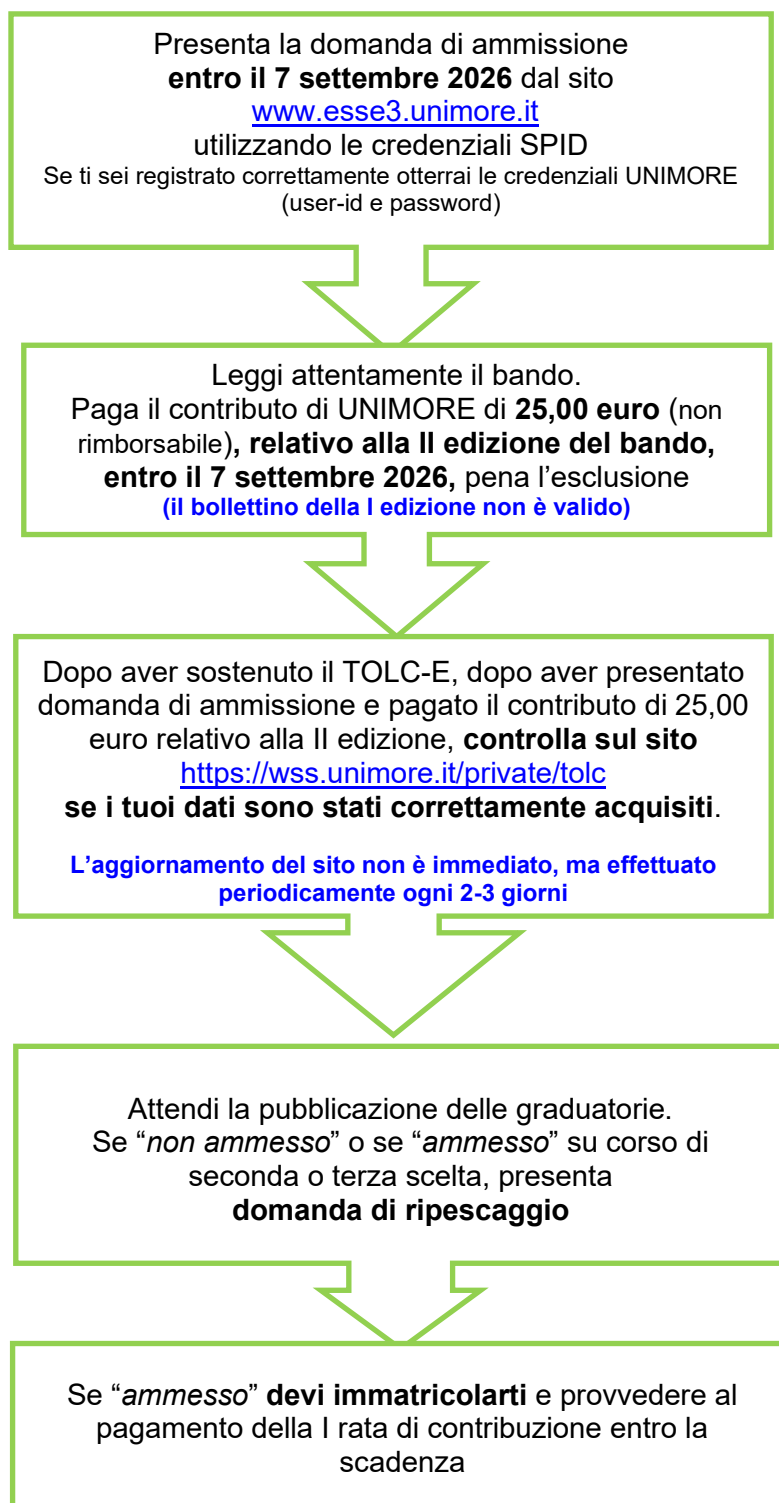 Presenta la domanda di ammissione
entro il 7 settembre 2026 dal sito
www.esse3.unimore.it
utilizzando le credenziali SPID
Se ti sei registrato correttamente otterrai le credenziali UNIMORE
(user-id e password)
Leggi attentamente il bando.
Paga il contributo di UNIMORE di 25,00 euro (non
rimborsabile), relativo alla II edizione del bando,
entro il 7 settembre 2026, pena l’esclusione
(il bollettino della I edizione non è valido)
Dopo aver sostenuto il TOLC-E, dopo aver presentato
domanda di ammissione e pagato il contributo di 25,00
euro relativo alla II edizione, controlla sul sito
https://wss.unimore.it/private/tolc
se i tuoi dati sono stati correttamente acquisiti.
L’aggiornamento del sito non è immediato, ma effettuato
periodicamente ogni 2-3 giorni
Attendi la pubblicazione delle graduatorie.
Se “non ammesso” o se “ammesso” su corso di
seconda o terza scelta, presenta
domanda di ripescaggio
Se “ammesso” devi immatricolarti e provvedere al
pagamento della I rata di contribuzione entro la
scadenza